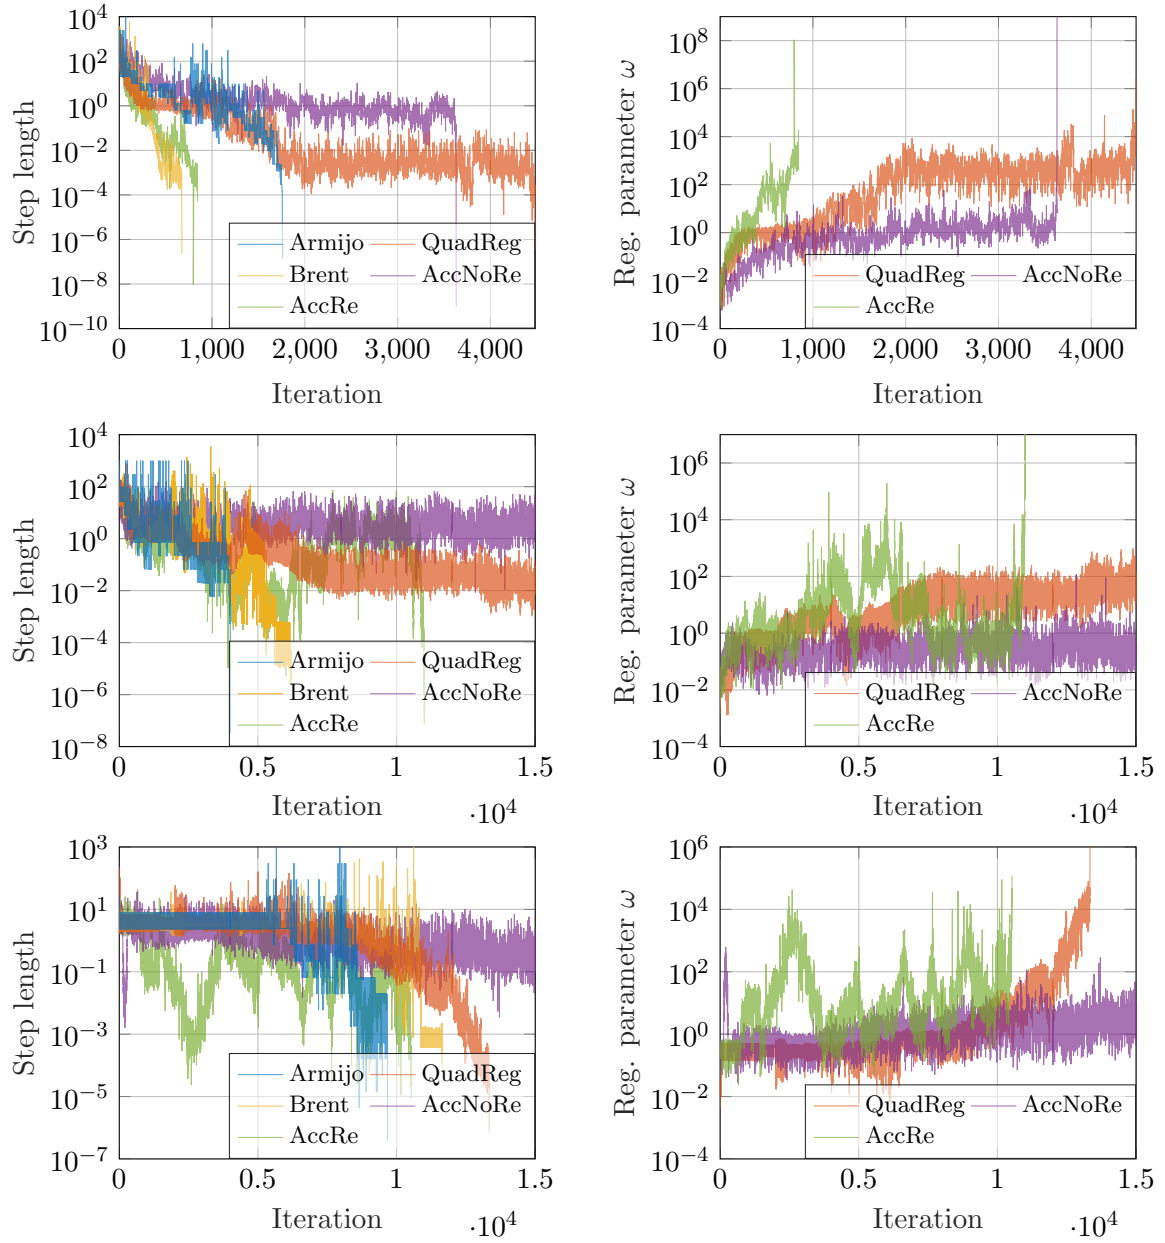 10^4
10^2
10^0
10^−2
10^−4
10^−6
10^−8
10^−10
Step length
Armijo QuadReg
Brent AccNoRe
AccRe
0 1,000 2,000 3,000 4,000
Iteration
10^8
10^6
10^4
10^2
10^0
10^−2
10^−4
Reg. parameter ω
QuadReg AccNoRe
AccRe
0 1,000 2,000 3,000 4,000
Iteration
10^4
10^2
10^0
10^−2
10^−4
10^−6
10^−8
Step length
Armijo QuadReg
Brent AccNoRe
AccRe
0 0.5 1 1.5
Iteration
·10^4
10^6
10^4
10^2
10^0
10^−2
10^−4
Reg. parameter ω
QuadReg AccNoRe
AccRe
0 0.5 1 1.5
Iteration
·10^4
10^3
10^1
10^−1
10^−3
10^−5
10^−7
Step length
Armijo QuadReg
Brent AccNoRe
AccRe
0 0.5 1 1.5
Iteration
·10^4
10^6
10^4
10^2
10^0
10^−2
10^−4
Reg. parameter ω
QuadReg AccNoRe
AccRe
0 0.5 1 1.5
Iteration
·10^4